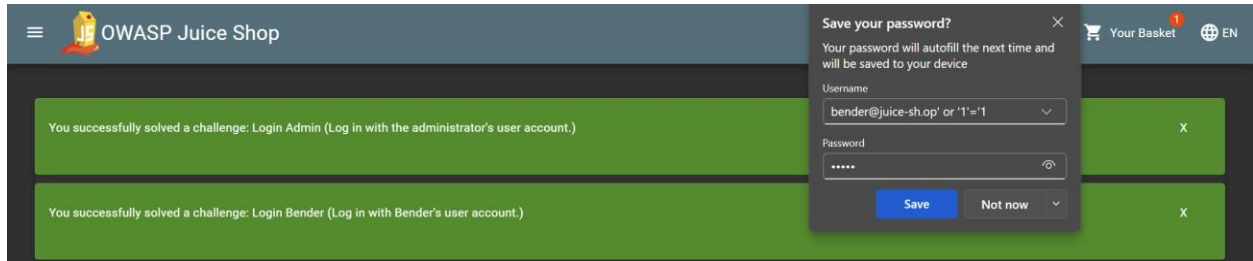 OWASP Juice Shop
Your Basket
1
EN
Save your password?
Your password will autofill the next time and
will be saved to your device
Username
bender@juice-sh.op' or '1'='1
Password
•••••
Save
Not now
You successfully solved a challenge: Login Admin (Log in with the administrator's user account.)
X
You successfully solved a challenge: Login Bender (Log in with Bender's user account.)
X